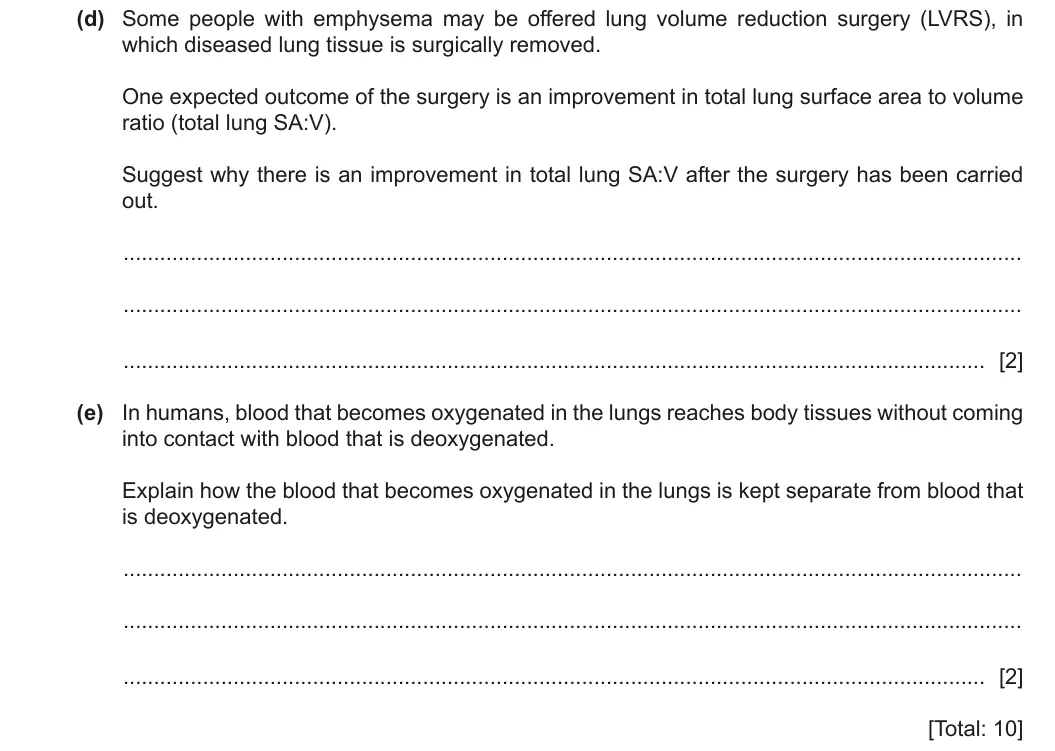 (d) Some people with emphysema may be offered lung volume reduction surgery (LVRS), in
which diseased lung tissue is surgically removed.
One expected outcome of the surgery is an improvement in total lung surface area to volume
ratio (total lung SA:V).
Suggest why there is an improvement in total lung SA:V after the surgery has been carried
out.
...................................................................................................................................................
...................................................................................................................................................
............................................................................................................................................. [2]
(e) In humans, blood that becomes oxygenated in the lungs reaches body tissues without coming
into contact with blood that is deoxygenated.
Explain how the blood that becomes oxygenated in the lungs is kept separate from blood that
is deoxygenated.
...................................................................................................................................................
...................................................................................................................................................
............................................................................................................................................. [2]
[Total: 10]